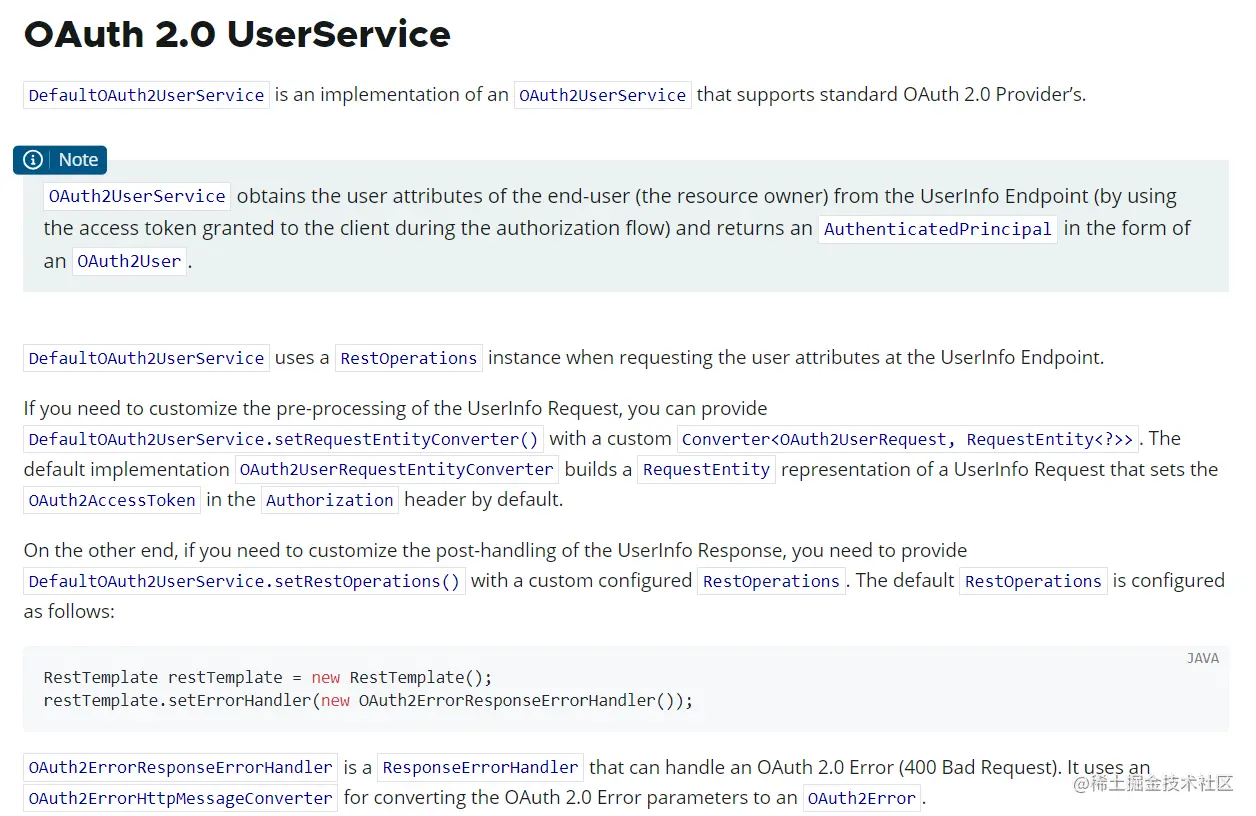 OAuth 2.0 UserService
DefaultOAuth2UserService is an implementation of an OAuth2UserService that supports standard OAuth 2.0 Provider’s.
Note
OAuth2UserService obtains the user attributes of the end-user (the resource owner) from the UserInfo Endpoint (by using
the access token granted to the client during the authorization flow) and returns an AuthenticatedPrincipal in the form of
an OAuth2User.
DefaultOAuth2UserService uses a RestOperations instance when requesting the user attributes at the UserInfo Endpoint.
If you need to customize the pre-processing of the UserInfo Request, you can provide
DefaultOAuth2UserService.setRequestEntityConverter() with a custom Converter<OAuth2UserRequest, RequestEntity<?>>. The
default implementation OAuth2UserRequestEntityConverter builds a RequestEntity representation of a UserInfo Request that sets the
OAuth2AccessToken in the Authorization header by default.
On the other end, if you need to customize the post-handling of the UserInfo Response, you need to provide
DefaultOAuth2UserService.setRestOperations() with a custom configured RestOperations. The default RestOperations is configured
as follows:
JAVA
RestTemplate restTemplate = new RestTemplate();
restTemplate.setErrorHandler(new OAuth2ErrorResponseErrorHandler());
OAuth2ErrorResponseErrorHandler is a ResponseErrorHandler that can handle an OAuth 2.0 Error (400 Bad Request). It uses an
OAuth2ErrorHttpMessageConverter for converting the OAuth 2.0 Error parameters to an OAuth2Error.
@稀土掘金技术社区